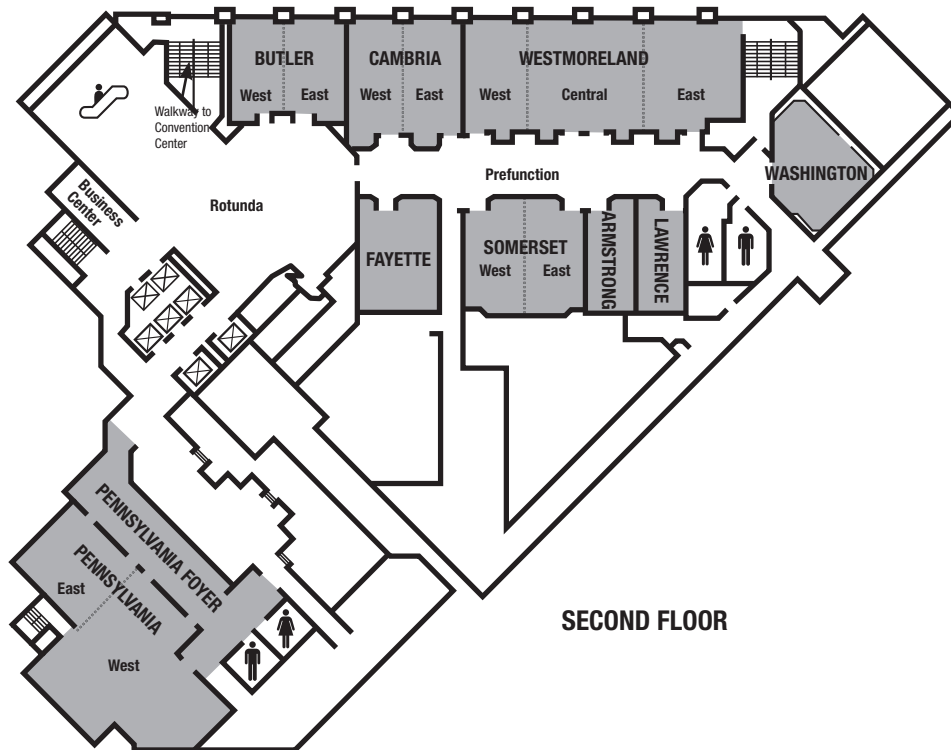 BUTLER
West East
CAMBRIA
West East
WESTMORELAND
West Central East
Walkway to
Convention
Center
WASHINGTON
Prefunction
Business
Center
Rotunda
FAYETTE
SOMERSET
West East
ARMSTRONG
LAWRENCE
PENNSYLVANIA FOYER
PENNSYLVANIA
East
West
SECOND FLOOR